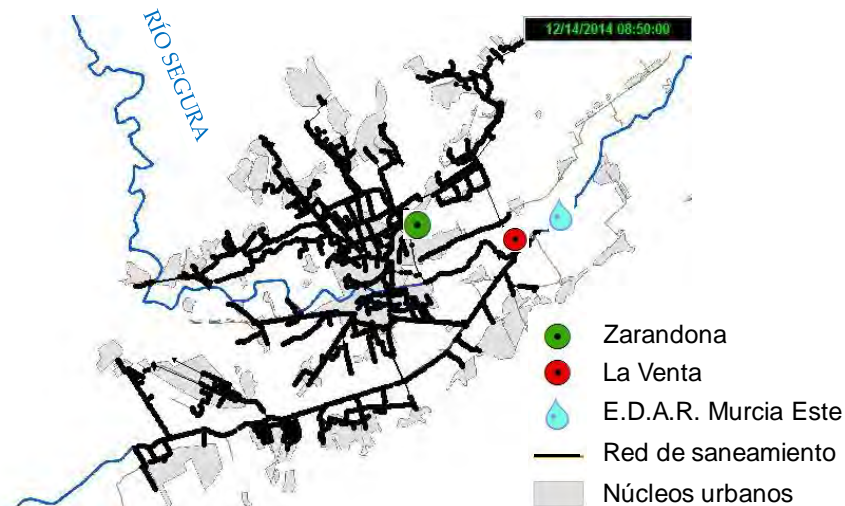 RÍO SEGURA
12/14/2014 08:50:00
Zarandona
La Venta
E.D.A.R. Murcia Este
Red de saneamiento
Núcleos urbanos